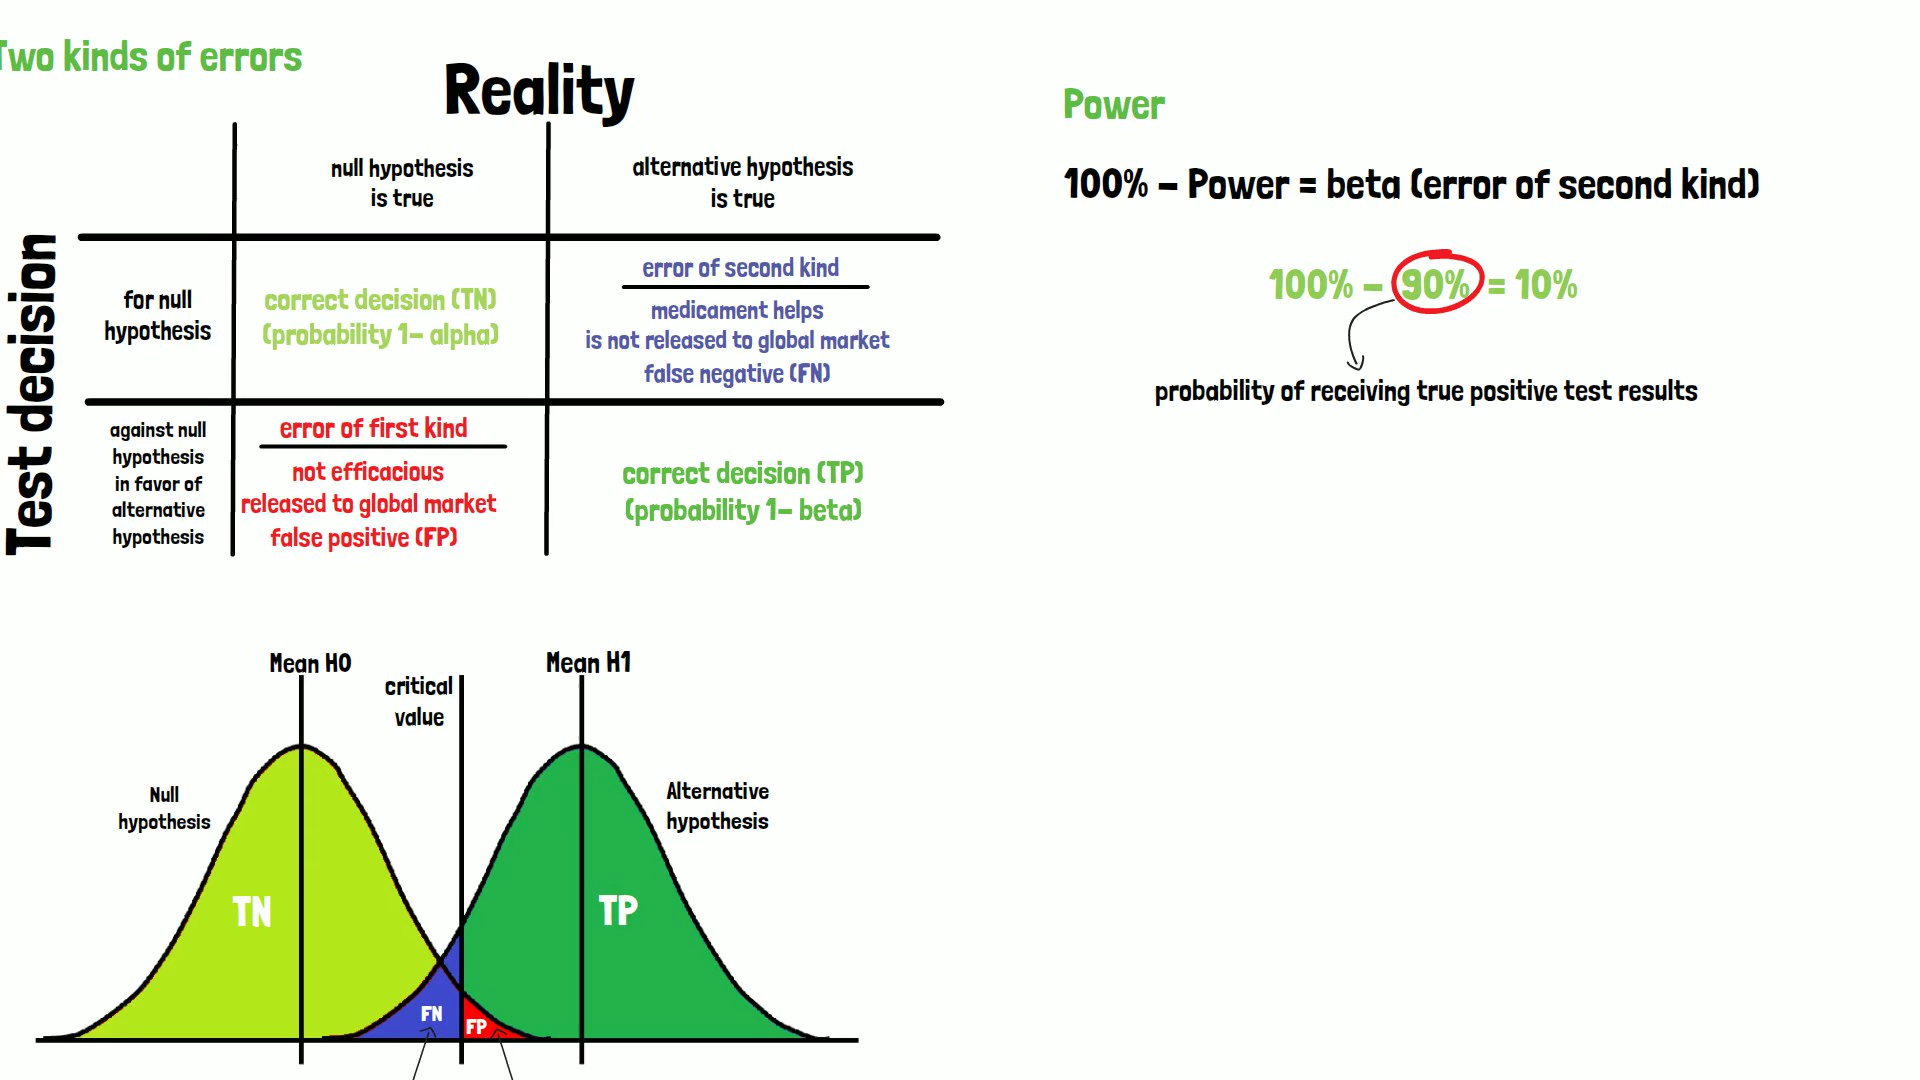 Two kinds of errors
Reality
null hypothesis
is true
alternative hypothesis
is true
Test decision
for null
hypothesis
correct decision (TN)
(probability 1- alpha)
error of second kind
medicament helps
is not released to global market
false negative (FN)
against null
hypothesis
in favor of
alternative
hypothesis
error of first kind
not efficacious
released to global market
false positive (FP)
correct decision (TP)
(probability 1- beta)
Mean H0
critical
value
Mean H1
Null
hypothesis
Alternative
hypothesis
TN
TP
FN
FP
Power
100% - Power = beta (error of second kind)
100% - 90% = 10%
probability of receiving true positive test results